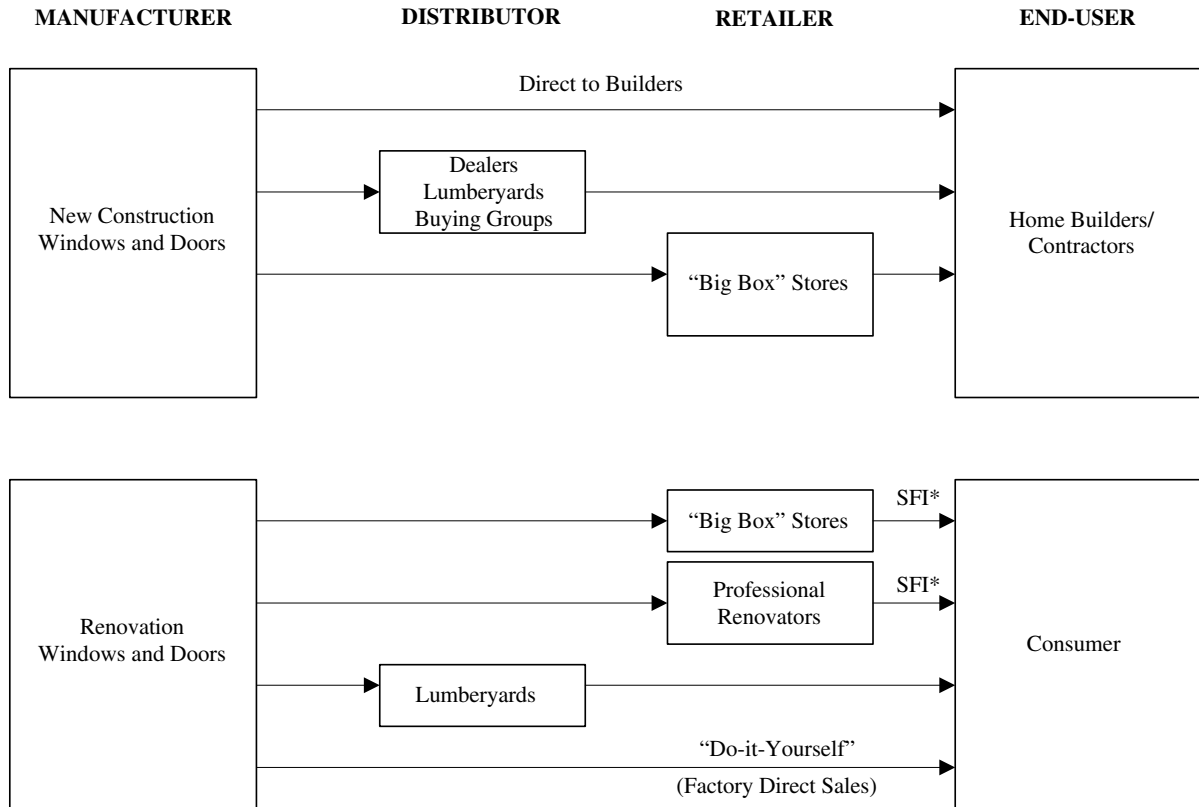 MANUFACTURER DISTRIBUTOR RETAILER END-USER
Direct to Builders
Dealers
Lumberyards
Buying Groups
New Construction
Windows and Doors
Home Builders/
Contractors
“Big Box” Stores
“Big Box” Stores
SFI*
Professional
Renovators
SFI*
Renovation
Windows and Doors
Consumer
Lumberyards
“Do-it-Yourself”
(Factory Direct Sales)